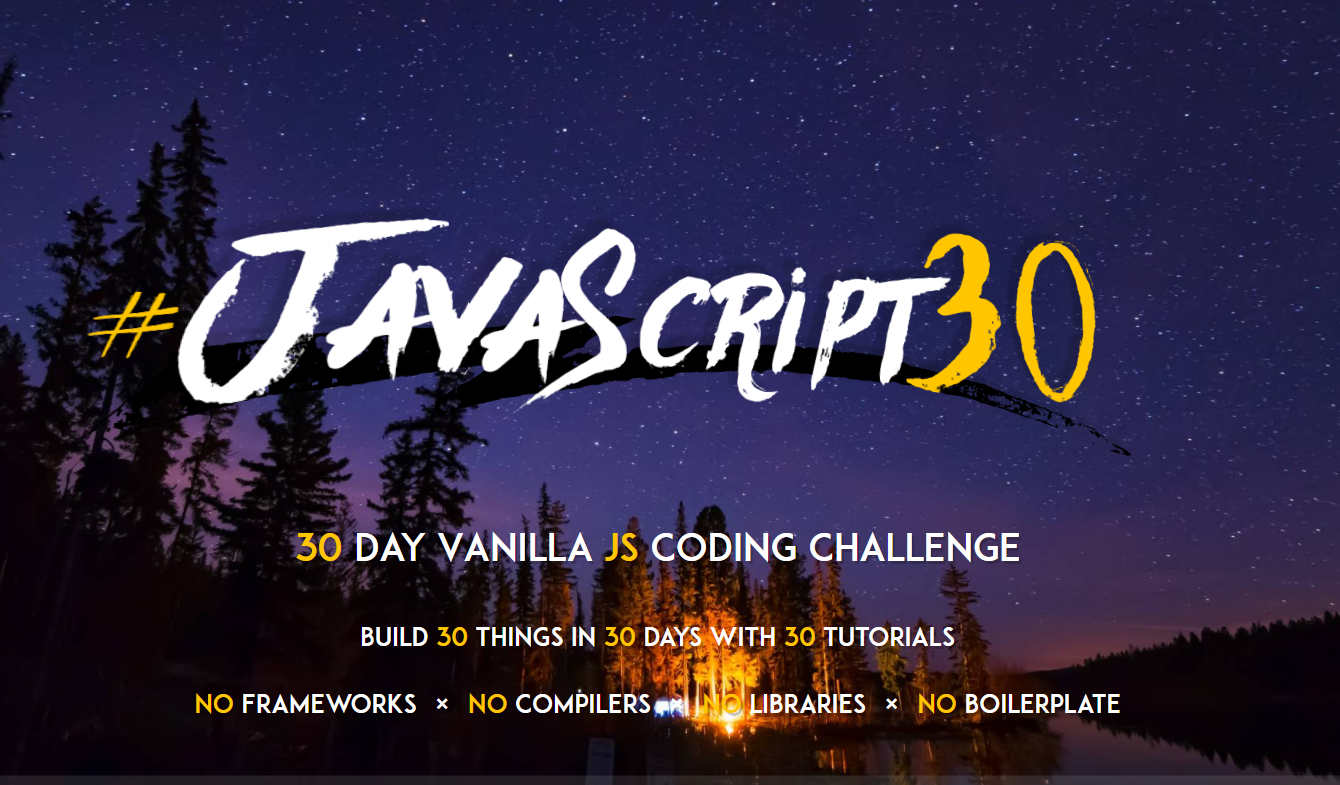 #JavaScript30
30 DAY VANILLA JS CODING CHALLENGE
BUILD 30 THINGS IN 30 DAYS WITH 30 TUTORIALS
NO FRAMEWORKS × NO COMPILERS × NO LIBRARIES × NO BOILERPLATE